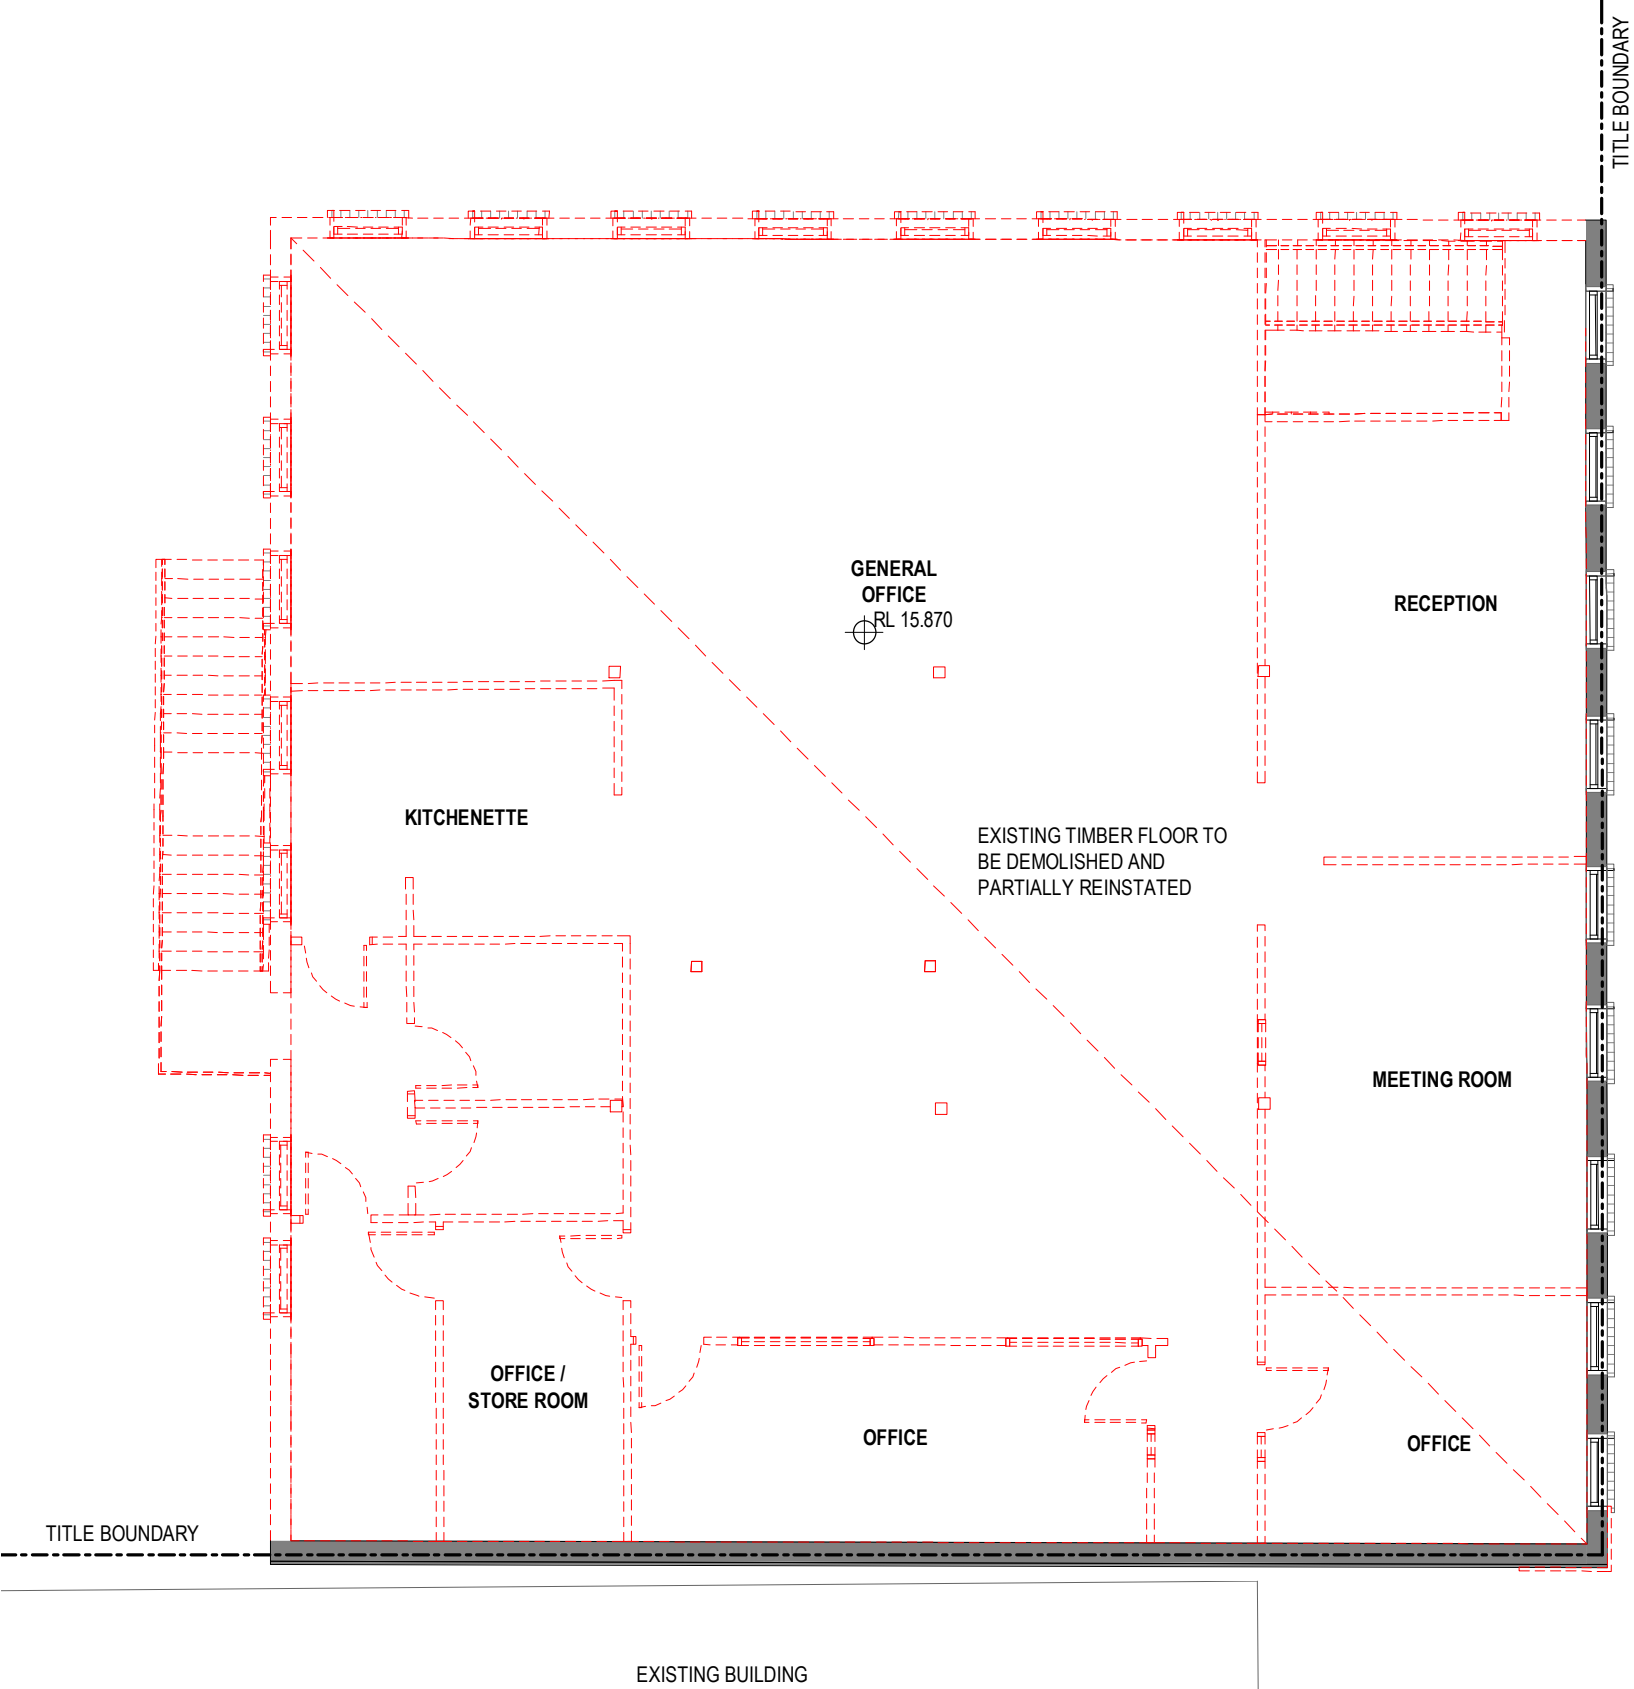 TITLE BOUNDARY
GENERAL
OFFICE
RL 15.870
RECEPTION
KITCHENETTE
EXISTING TIMBER FLOOR TO
BE DEMOLISHED AND
PARTIALLY REINSTATED
MEETING ROOM
OFFICE /
STORE ROOM
OFFICE
OFFICE
TITLE BOUNDARY
EXISTING BUILDING